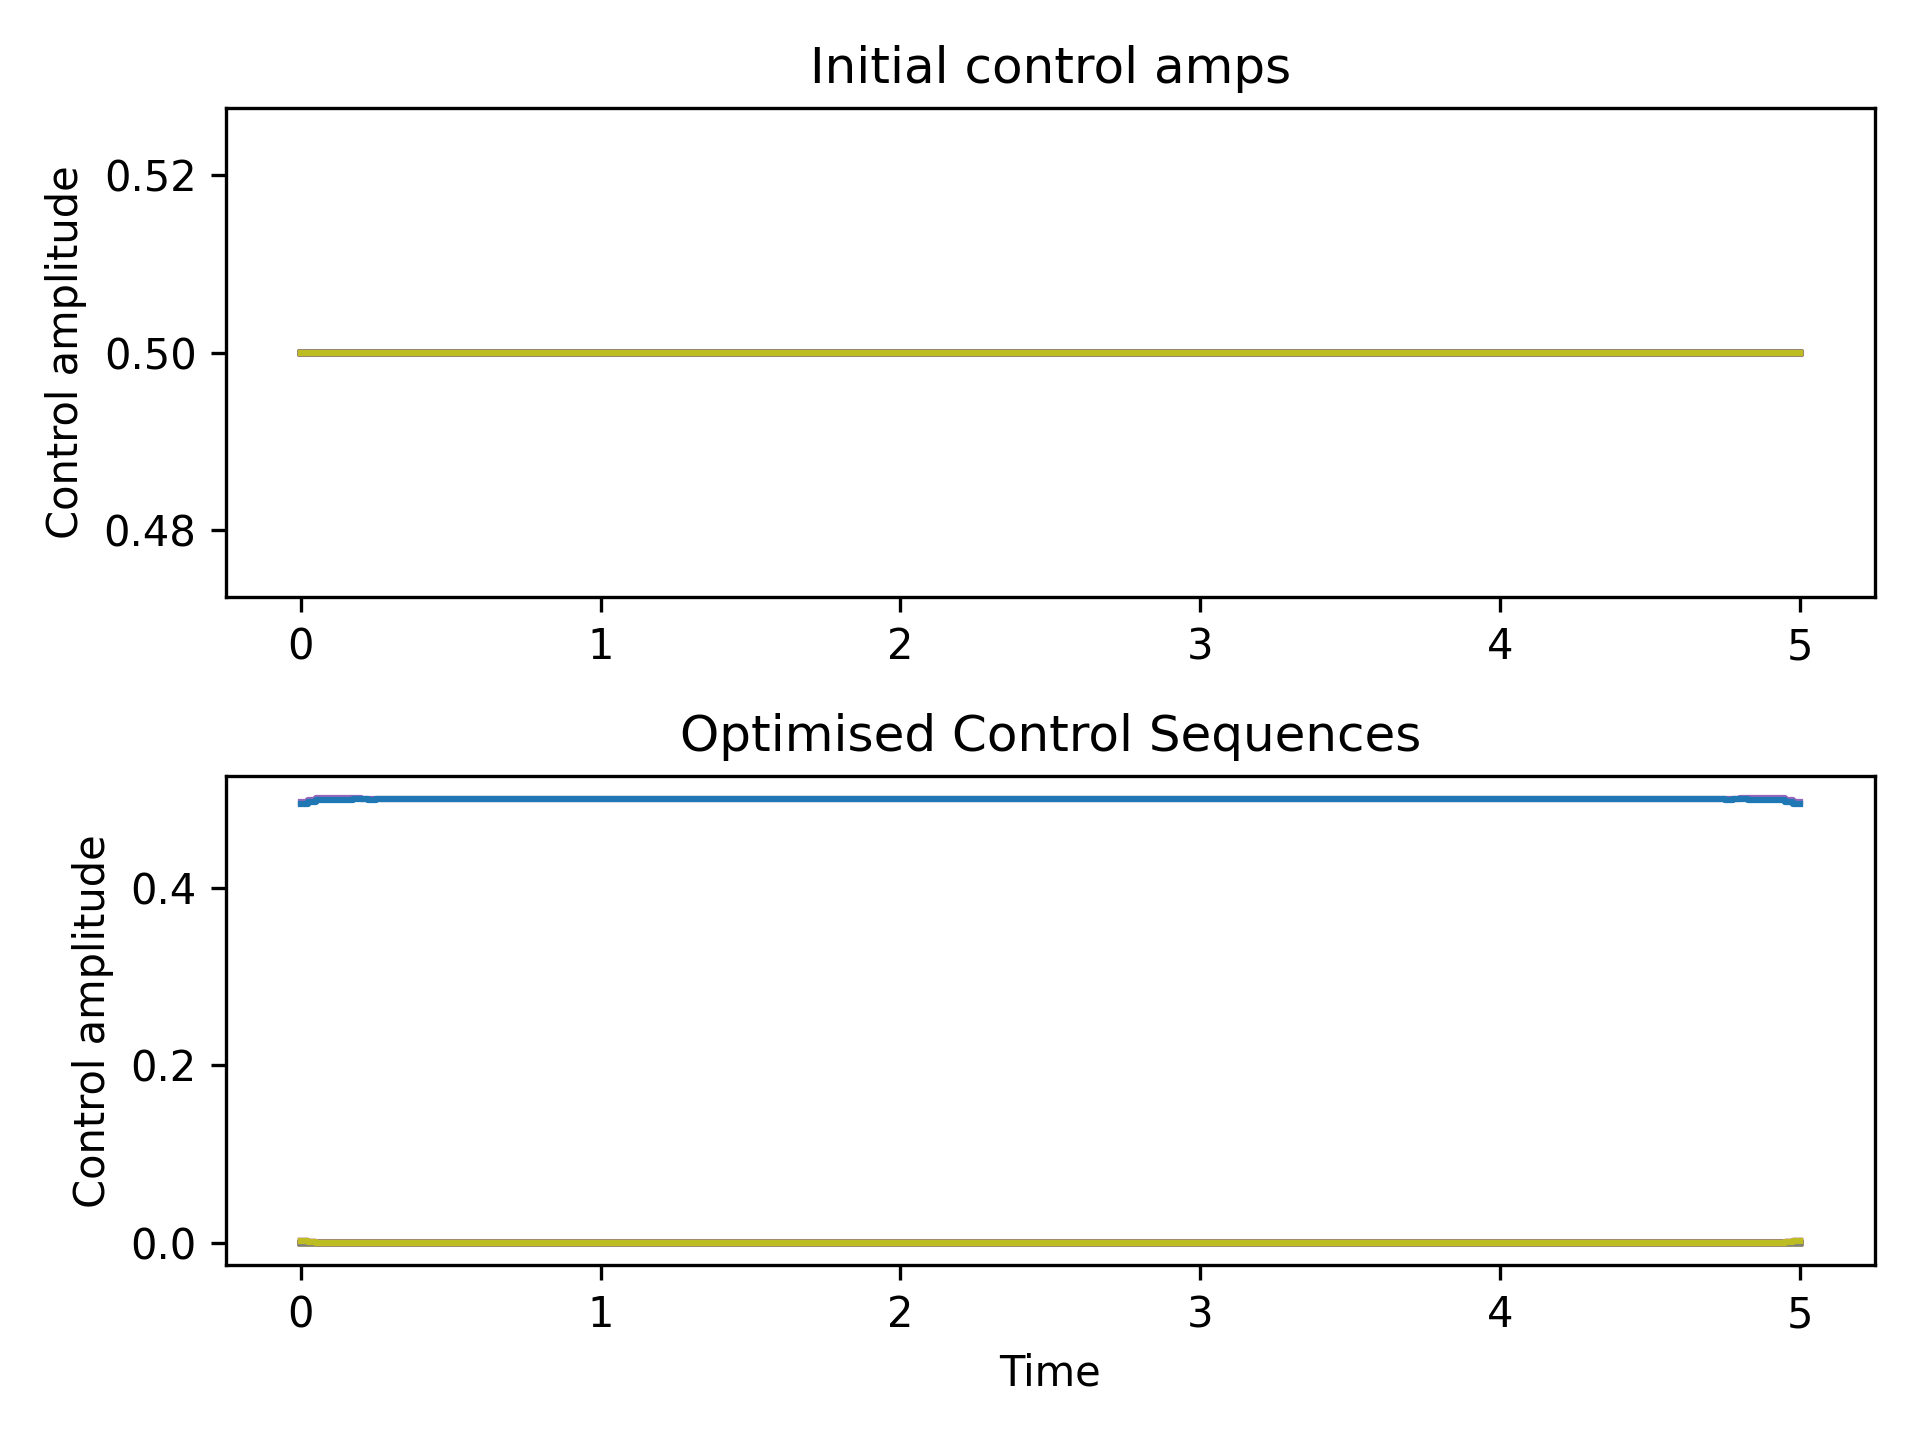 Initial control amps
Control amplitude
0.52
0.50
0.48
0 1 2 3 4 5
Optimised Control Sequences
Control amplitude
0.4
0.2
0.0
0 1 2 3 4 5
Time